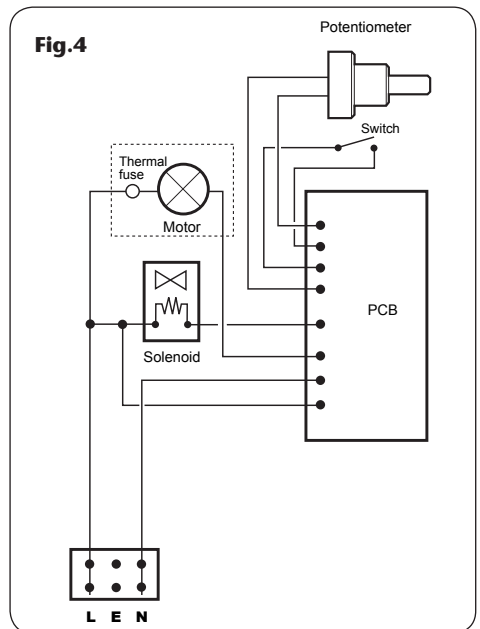 Fig.4
Potentiometer
Switch
Thermal
fuse
Motor
PCB
Solenoid
L E N